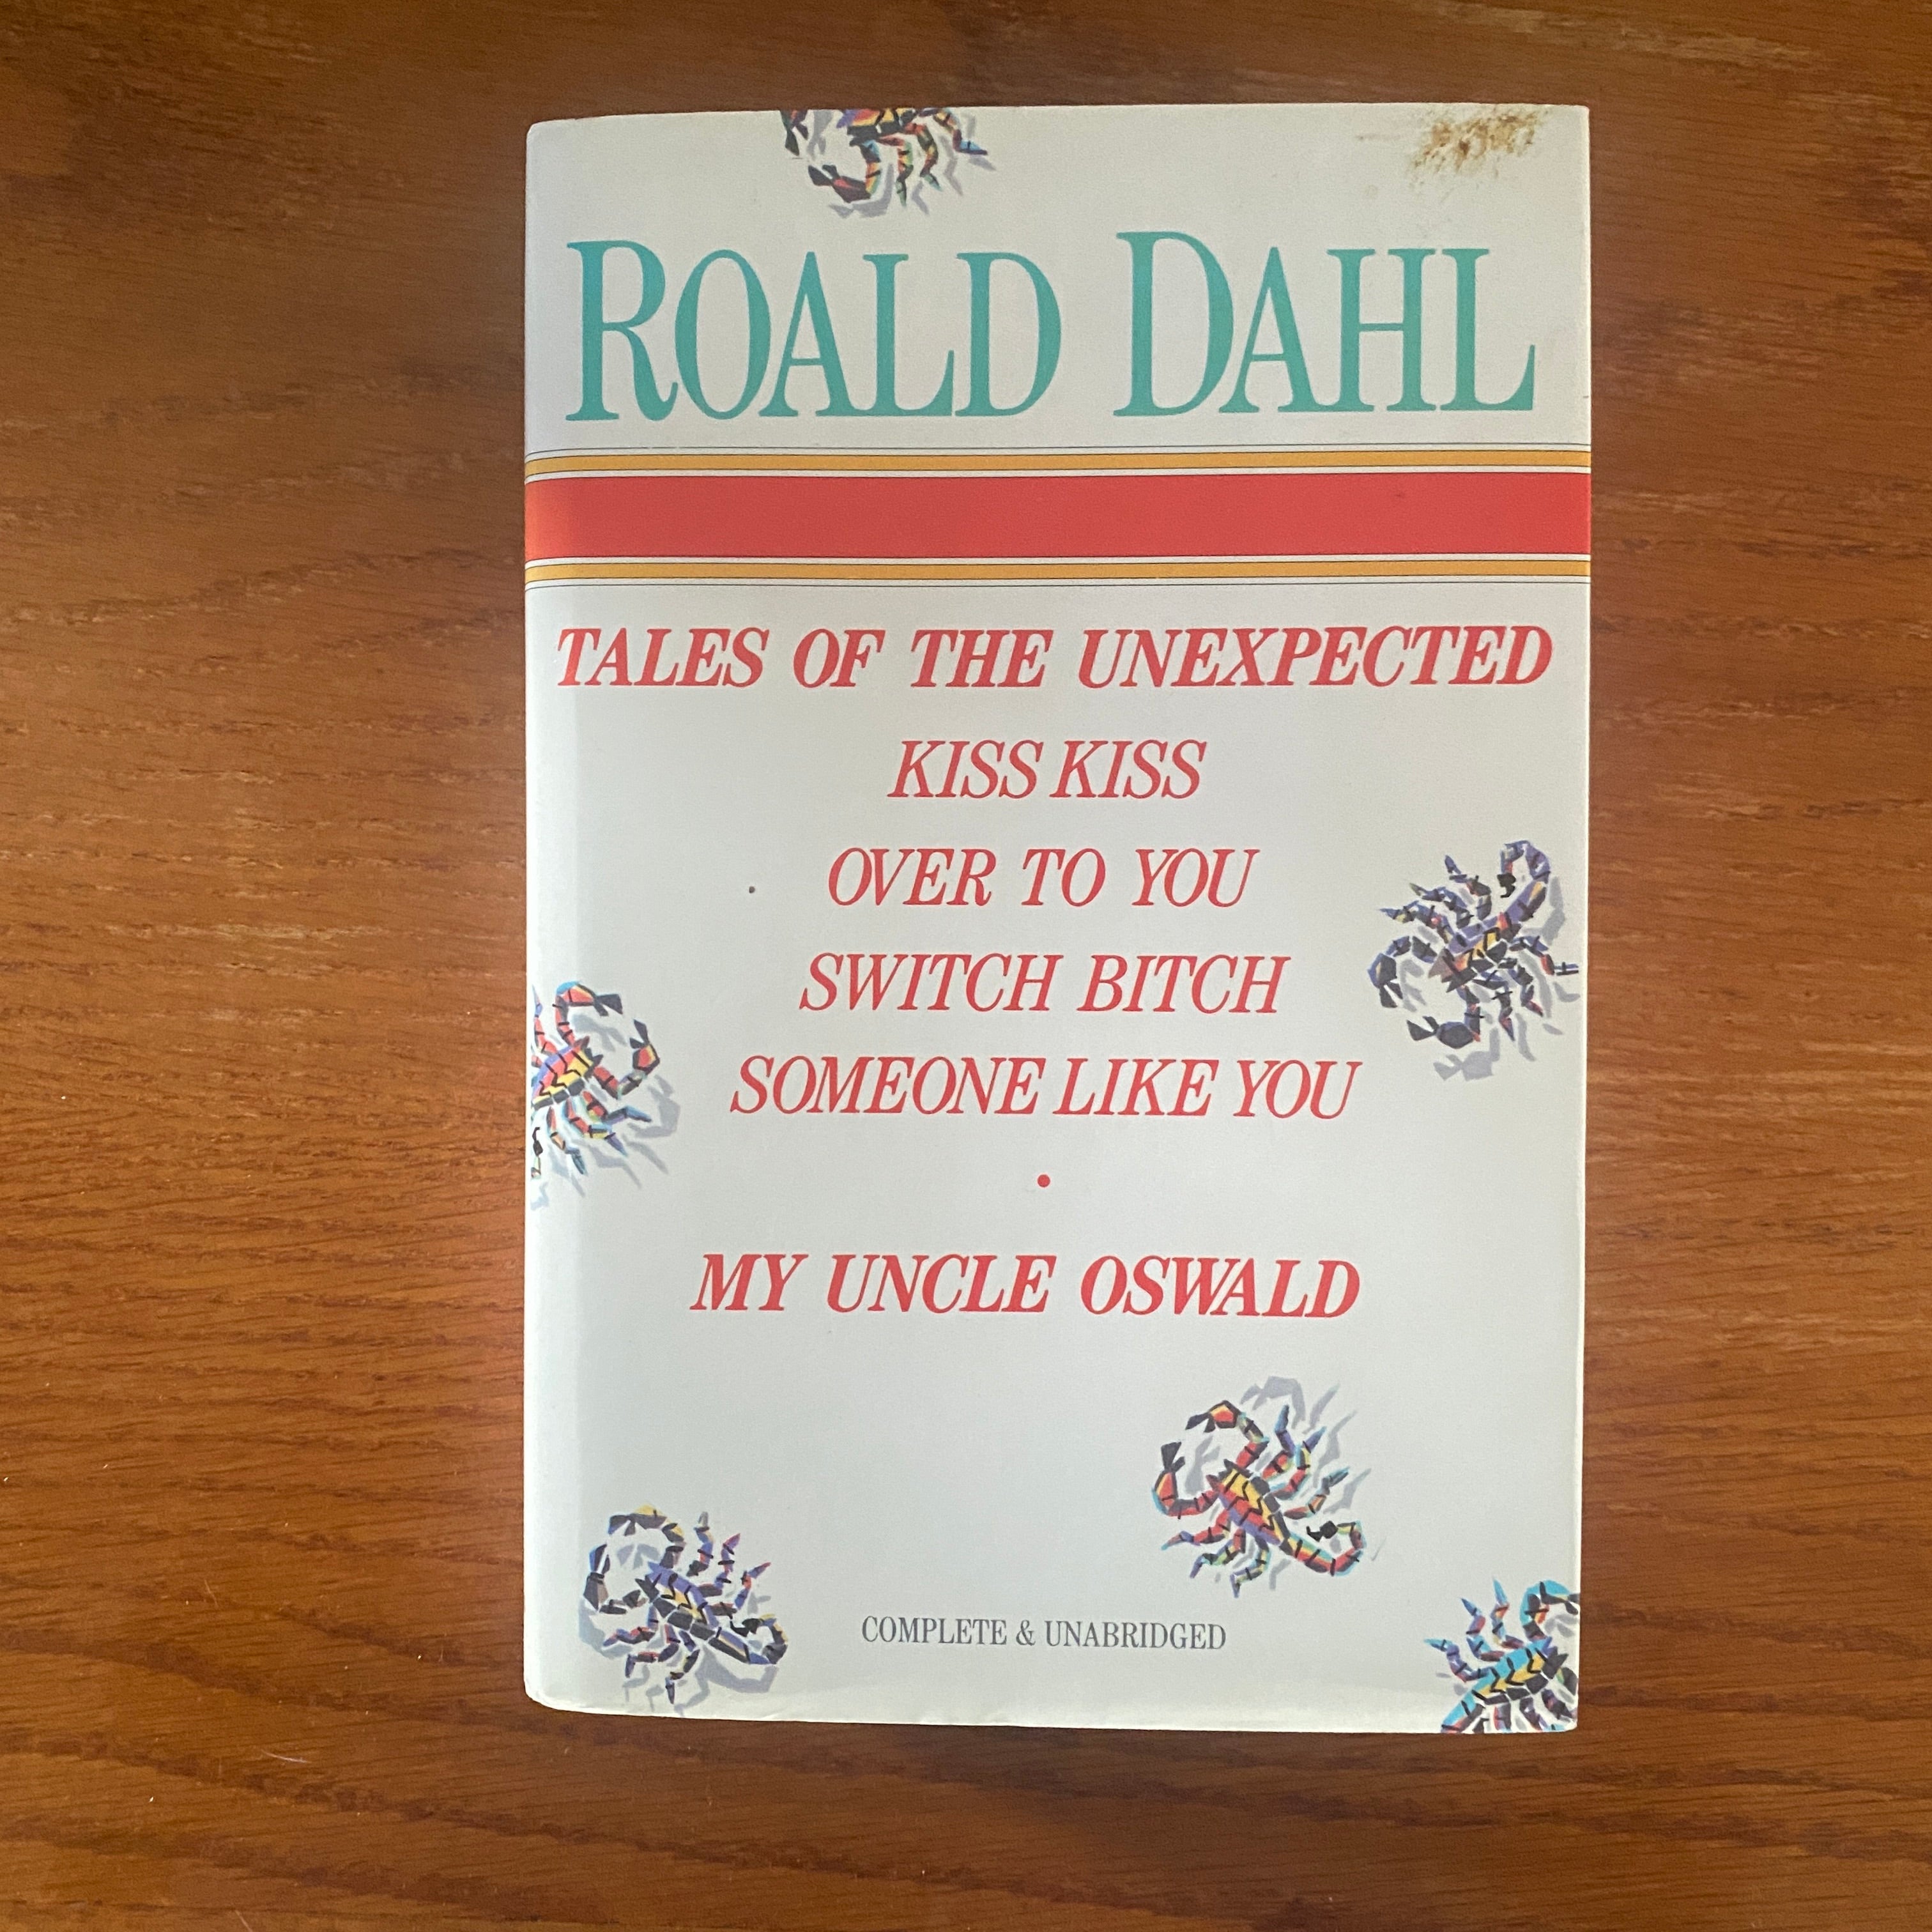 ROALD DAHL
TALES OF THE UNEXPECTED
KISS KISS
OVER TO YOU
SWITCH BITCH
SOMEONE LIKE YOU
•
MY UNCLE OSWALD
COMPLETE & UNABRIDGED